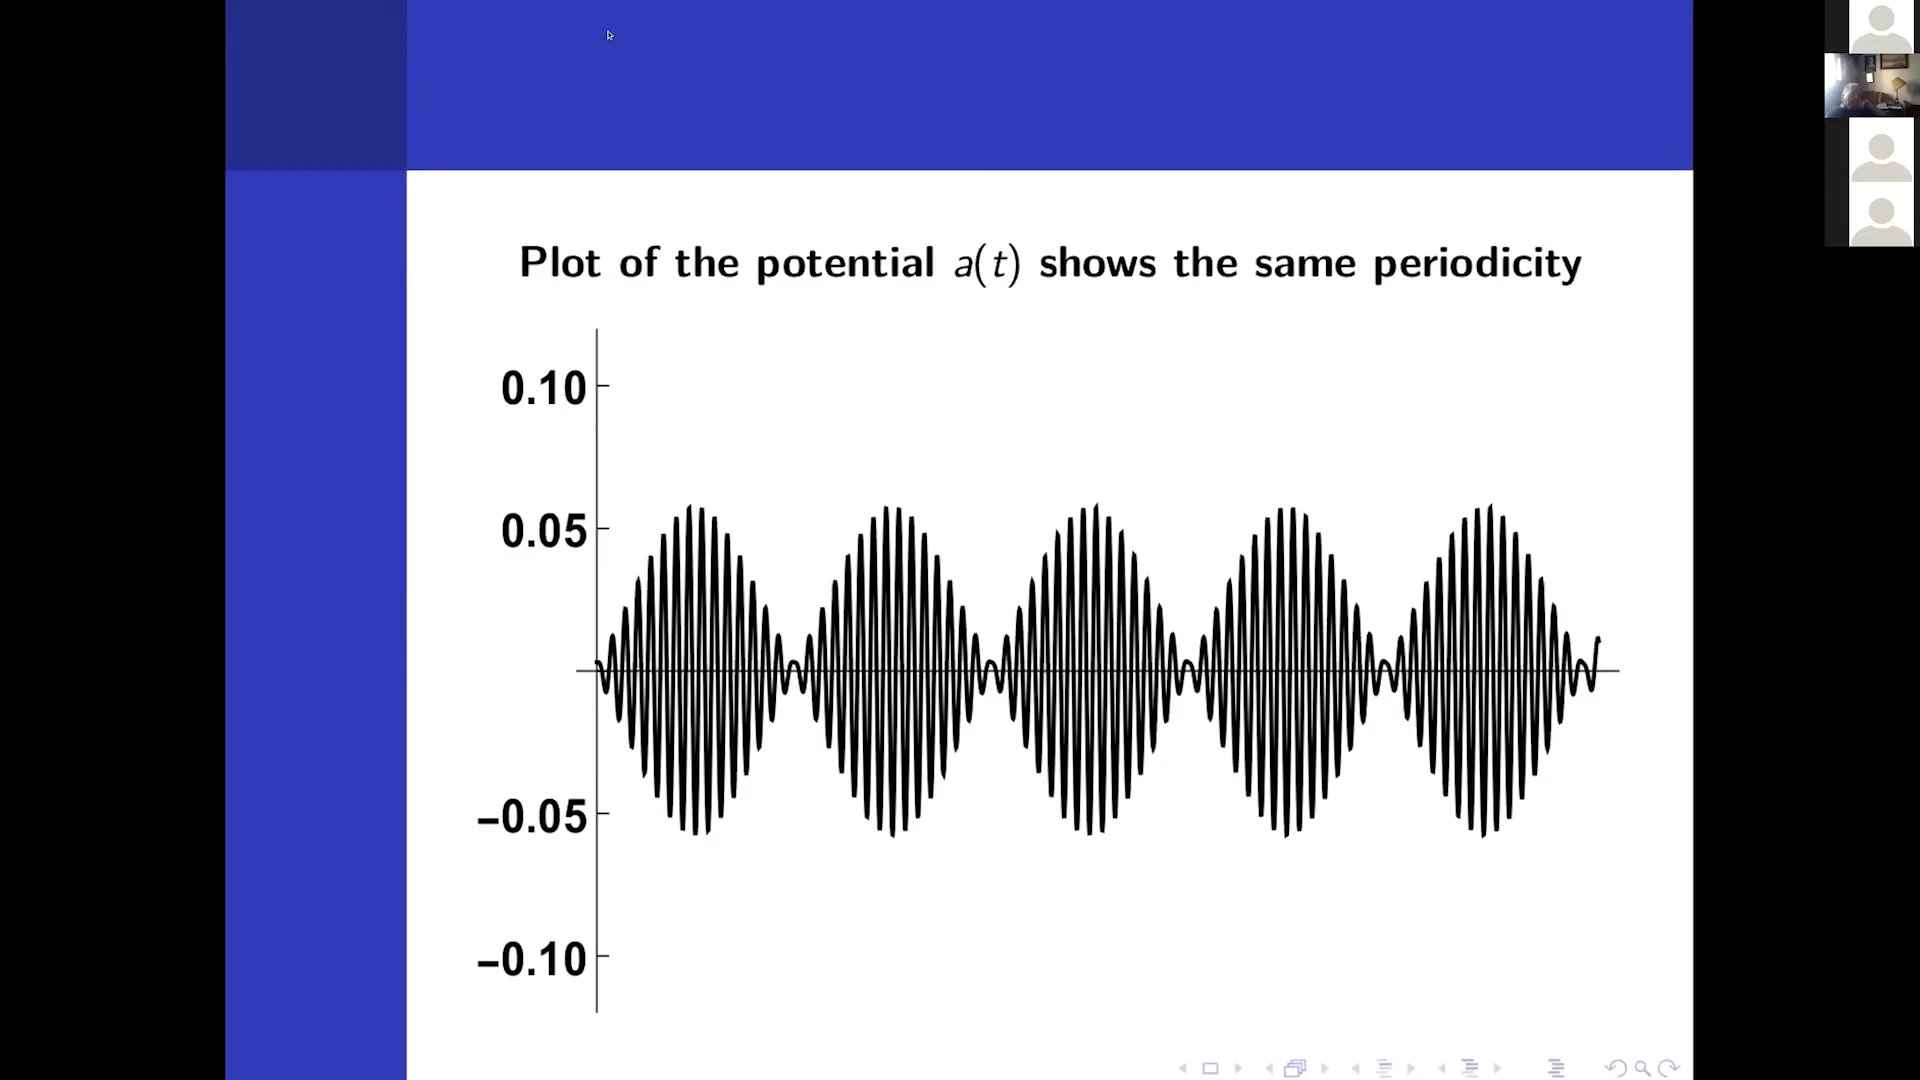 Plot of the potential a(t) shows the same periodicity
0.10
0.05
−0.05
−0.10